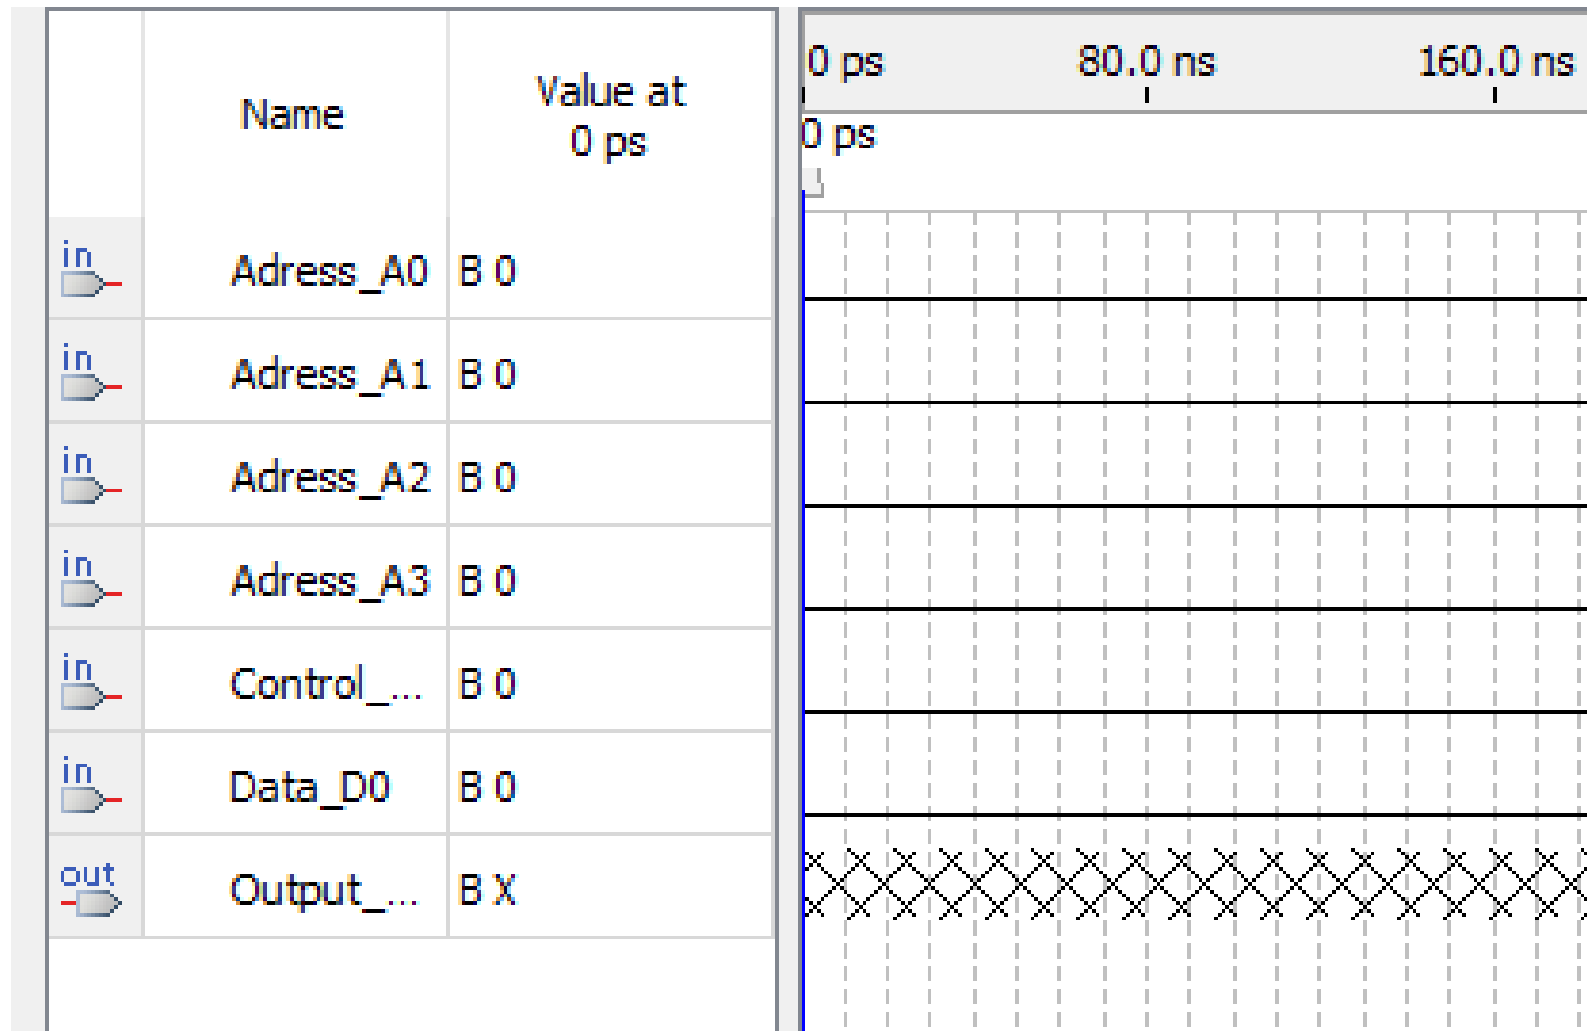 Name
Value at
0 ps
0 ps 80.0 ns 160.0 ns
0 ps
in Adress_A0 B 0
in Adress_A1 B 0
in Adress_A2 B 0
in Adress_A3 B 0
in Control_... B 0
in Data_D0 B 0
out Output_... B X